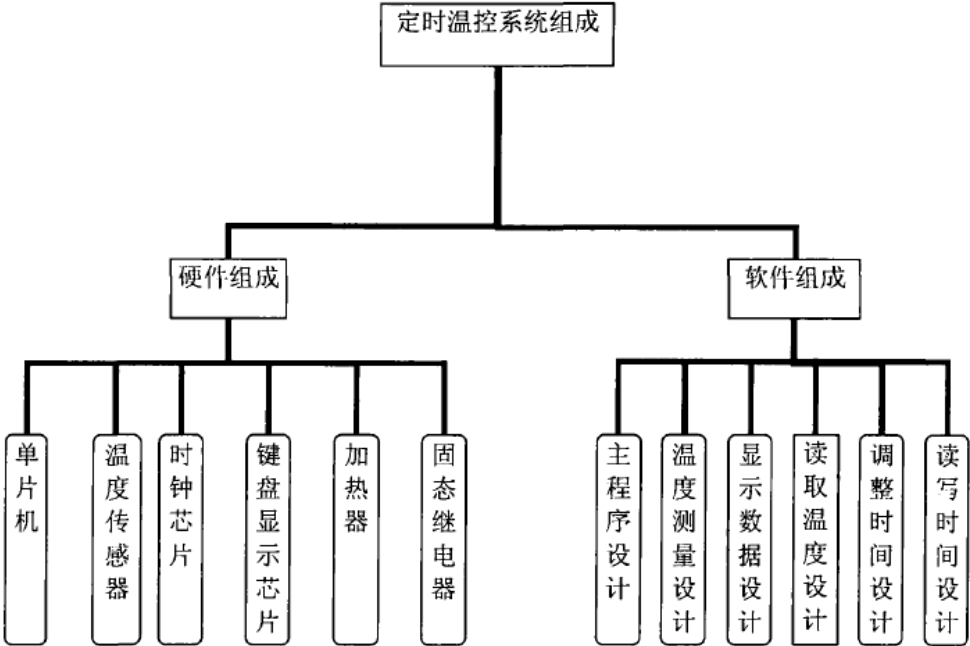 定时温控系统组成
硬件组成
软件组成
单片机
温度传感器
时钟芯片
键盘显示芯片
加热器
固态继电器
主程序设计
温度测量设计
显示数据设计
读取温度设计
调整时间设计
读写时间设计